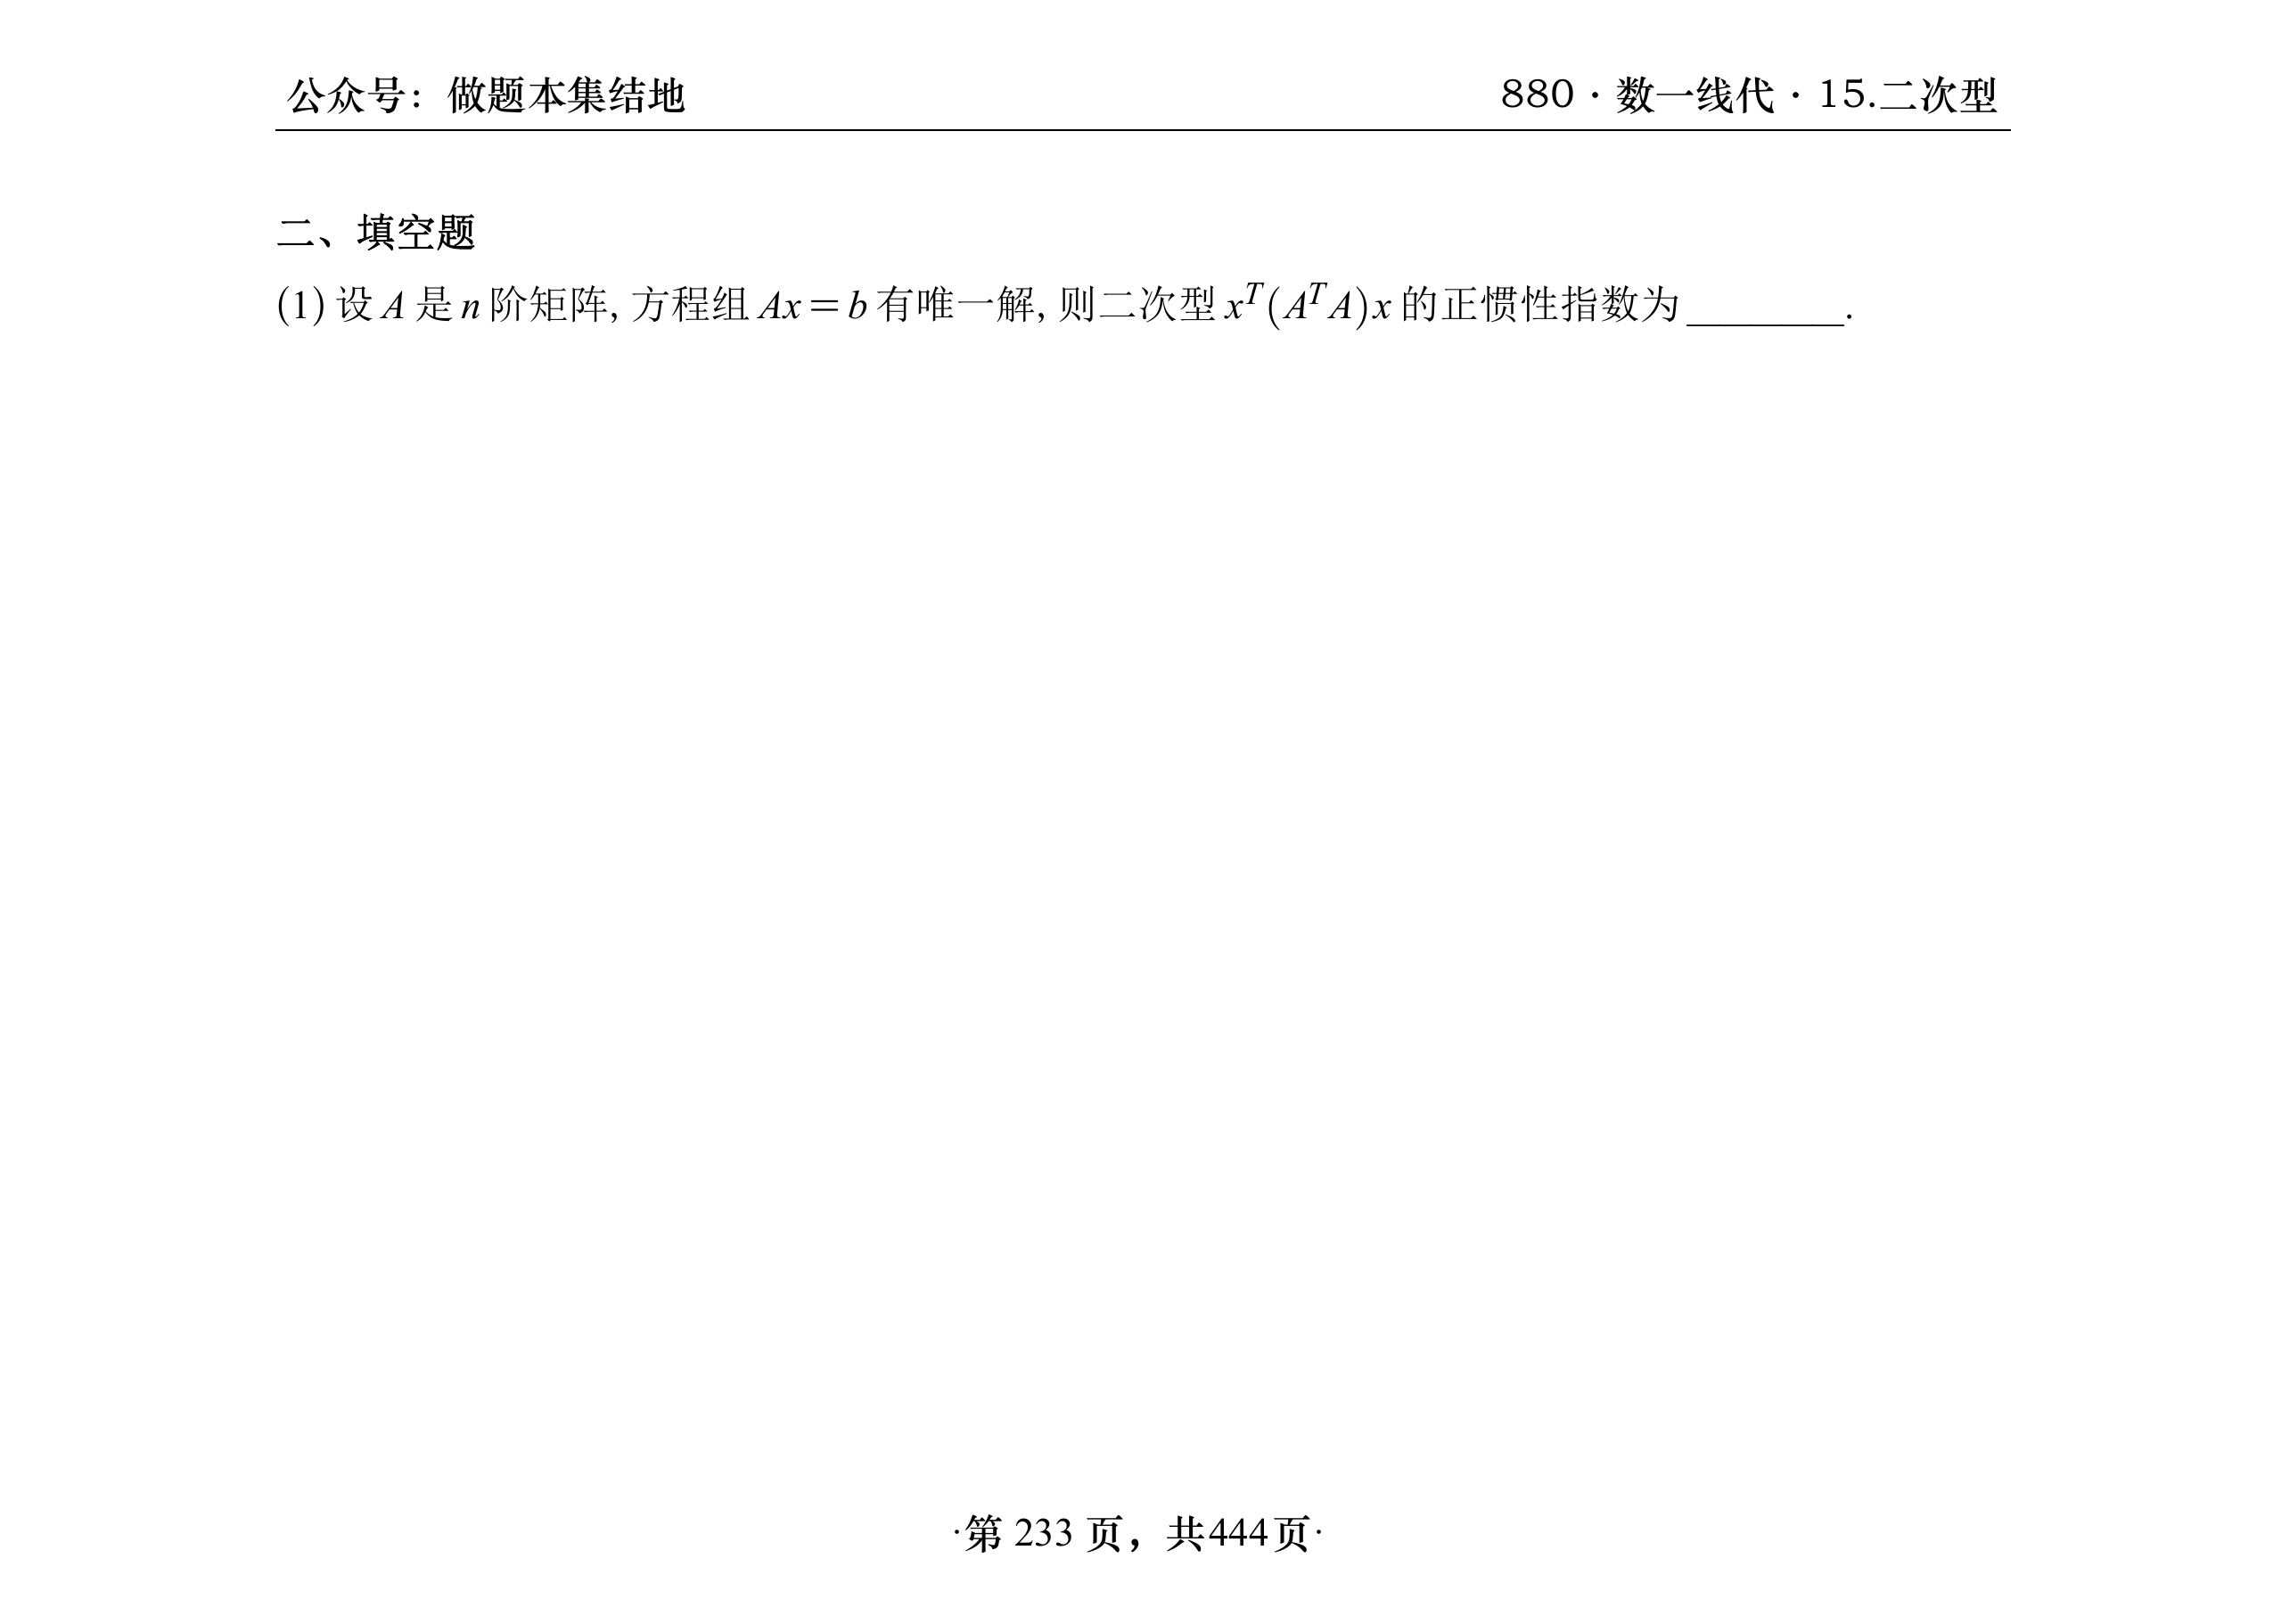 公众号：做题本集结地
880·数一线代·15.二次型
二、填空题
(1) 设 A 是 n 阶矩阵, 方程组 Ax = b 有唯一解, 则二次型 x^T(A^TA)x 的正惯性指数为________.
·第 233 页，共444页·